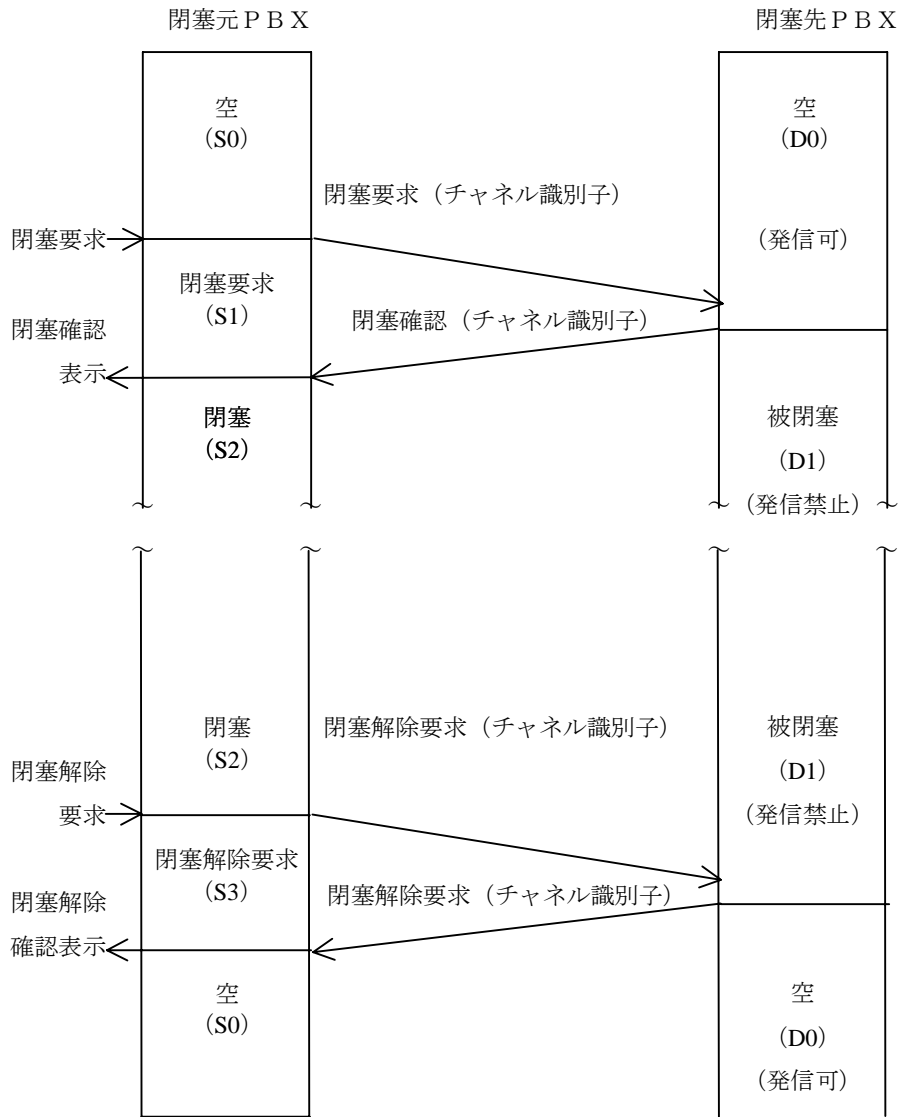 閉塞元ＰＢＸ
閉塞先ＰＢＸ
空
(S0)
空
(D0)
閉塞要求（チャネル識別子）
閉塞要求
（発信可）
閉塞要求
(S1)
閉塞確認（チャネル識別子）
閉塞確認
表示
閉塞
(S2)
被閉塞
(D1)
（発信禁止）
～
～
～
～
～
～
～
～
閉塞
(S2)
閉塞解除要求（チャネル識別子）
被閉塞
(D1)
（発信禁止）
閉塞解除
要求
閉塞解除要求
(S3)
閉塞解除要求（チャネル識別子）
閉塞解除
確認表示
空
(S0)
空
(D0)
（発信可）